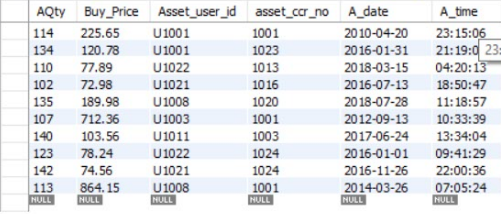 AQty Buy_Price Asset_user_id asset_ccr_no A_date A_time
114 225.65 U1001 1001 2010-04-20 23:15:06
134 120.78 U1001 1023 2016-01-31 21:19:0 23:
110 77.89 U1022 1013 2018-03-15 04:20:13
102 72.98 U1021 1016 2016-07-13 18:50:47
135 189.98 U1008 1020 2018-07-28 11:18:57
107 712.36 U1003 1001 2012-09-13 10:33:39
140 103.56 U1011 1003 2017-06-24 13:34:04
123 78.24 U1022 1024 2016-01-01 09:41:29
142 74.56 U1021 1024 2016-11-26 22:00:36
113 864.15 U1008 1001 2014-03-26 07:05:24
NULL NULL NULL NULL NULL NULL